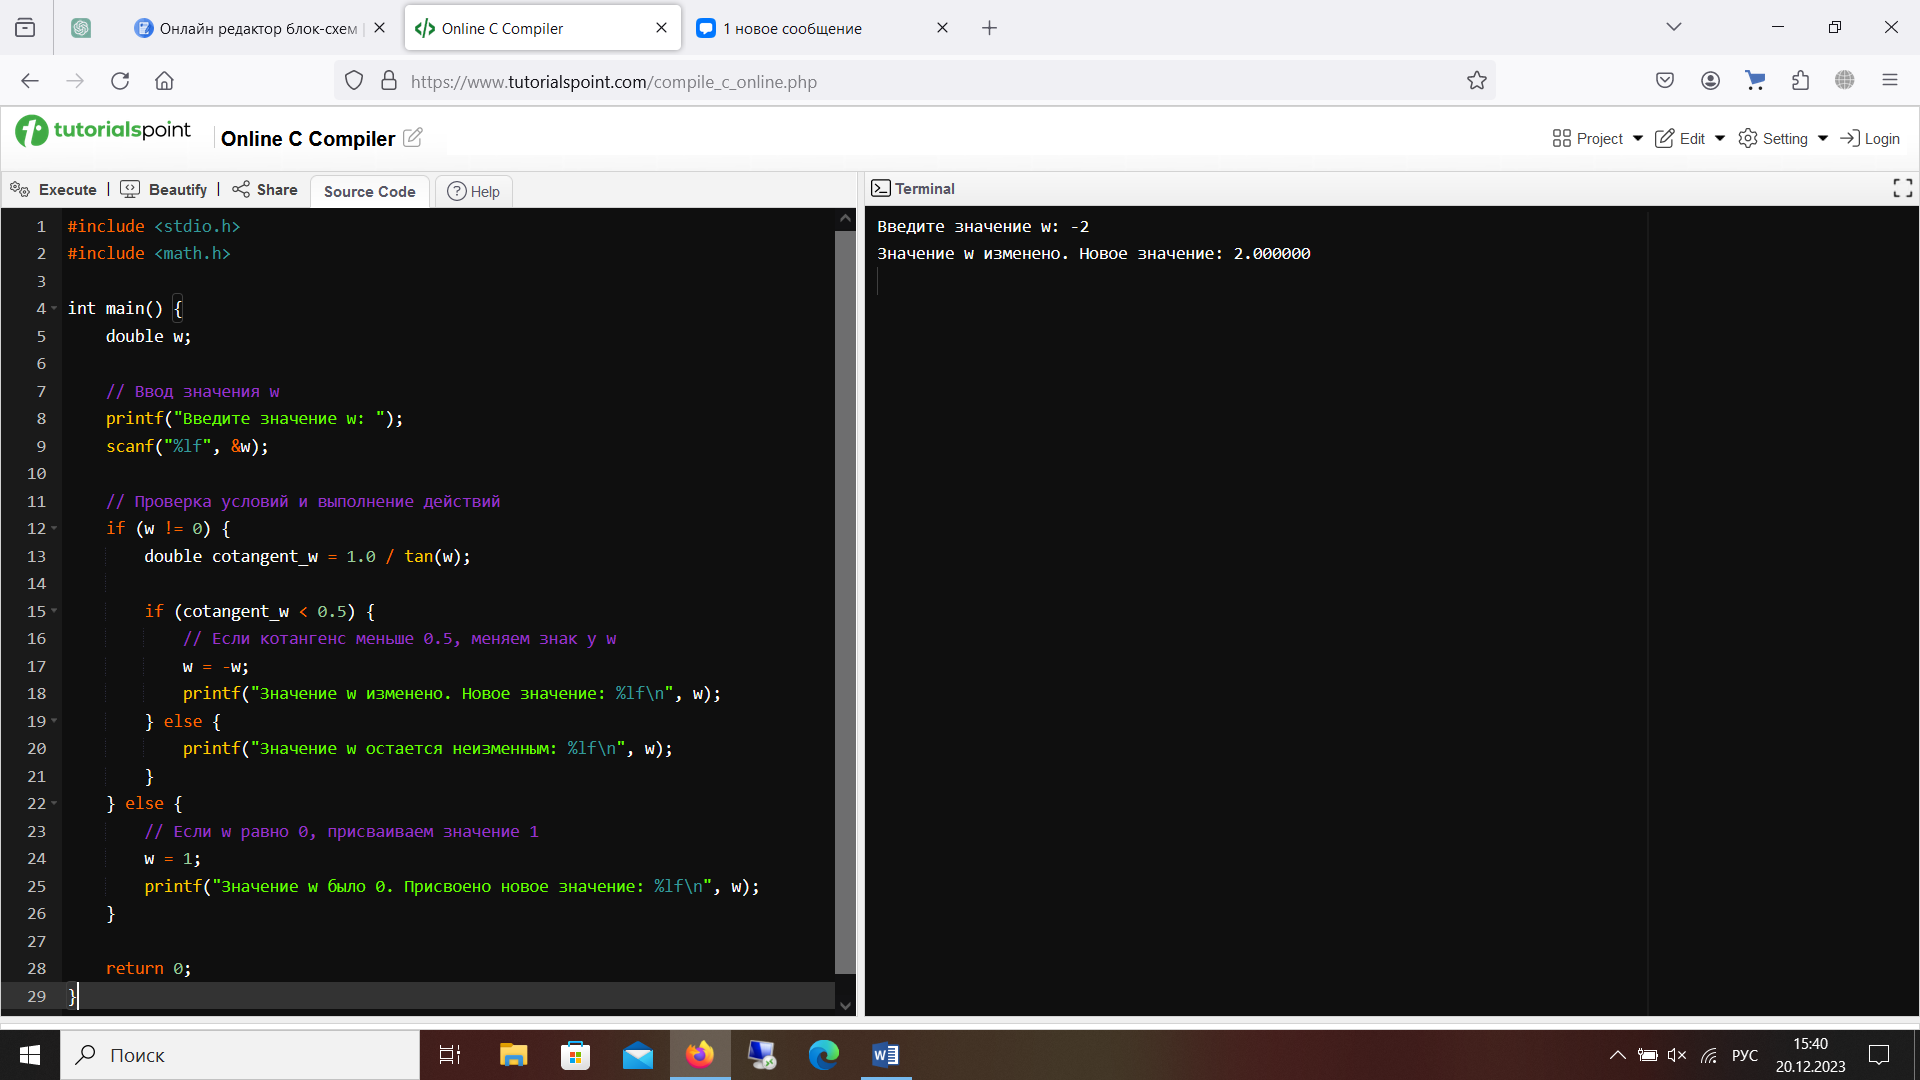 Онлайн редактор блок-схем
Online C Compiler
1 новое сообщение
https://www.tutorialspoint.com/compile_c_online.php
tutorialspoint
Online C Compiler
Project
Edit
Setting
Login
Execute
Beautify
Share
Source Code
Help
Terminal
1 #include <stdio.h>
2 #include <math.h>
3
4 int main() {
5 double w;
6
7 // Ввод значения w
8 printf("Введите значение w: ");
9 scanf("%lf", &w);
10
11 // Проверка условий и выполнение действий
12 if (w != 0) {
13 double cotangent_w = 1.0 / tan(w);
14
15 if (cotangent_w < 0.5) {
16 // Если котангенс меньше 0.5, меняем знак у w
17 w = -w;
18 printf("Значение w изменено. Новое значение: %lf\n", w);
19 } else {
20 printf("Значение w остается неизменным: %lf\n", w);
21 }
22 } else {
23 // Если w равно 0, присваиваем значение 1
24 w = 1;
25 printf("Значение w было 0. Присвоено новое значение: %lf\n", w);
26 }
27
28 return 0;
29 }
Введите значение w: -2
Значение w изменено. Новое значение: 2.000000
Поиск
РУС
15:40
20.12.2023